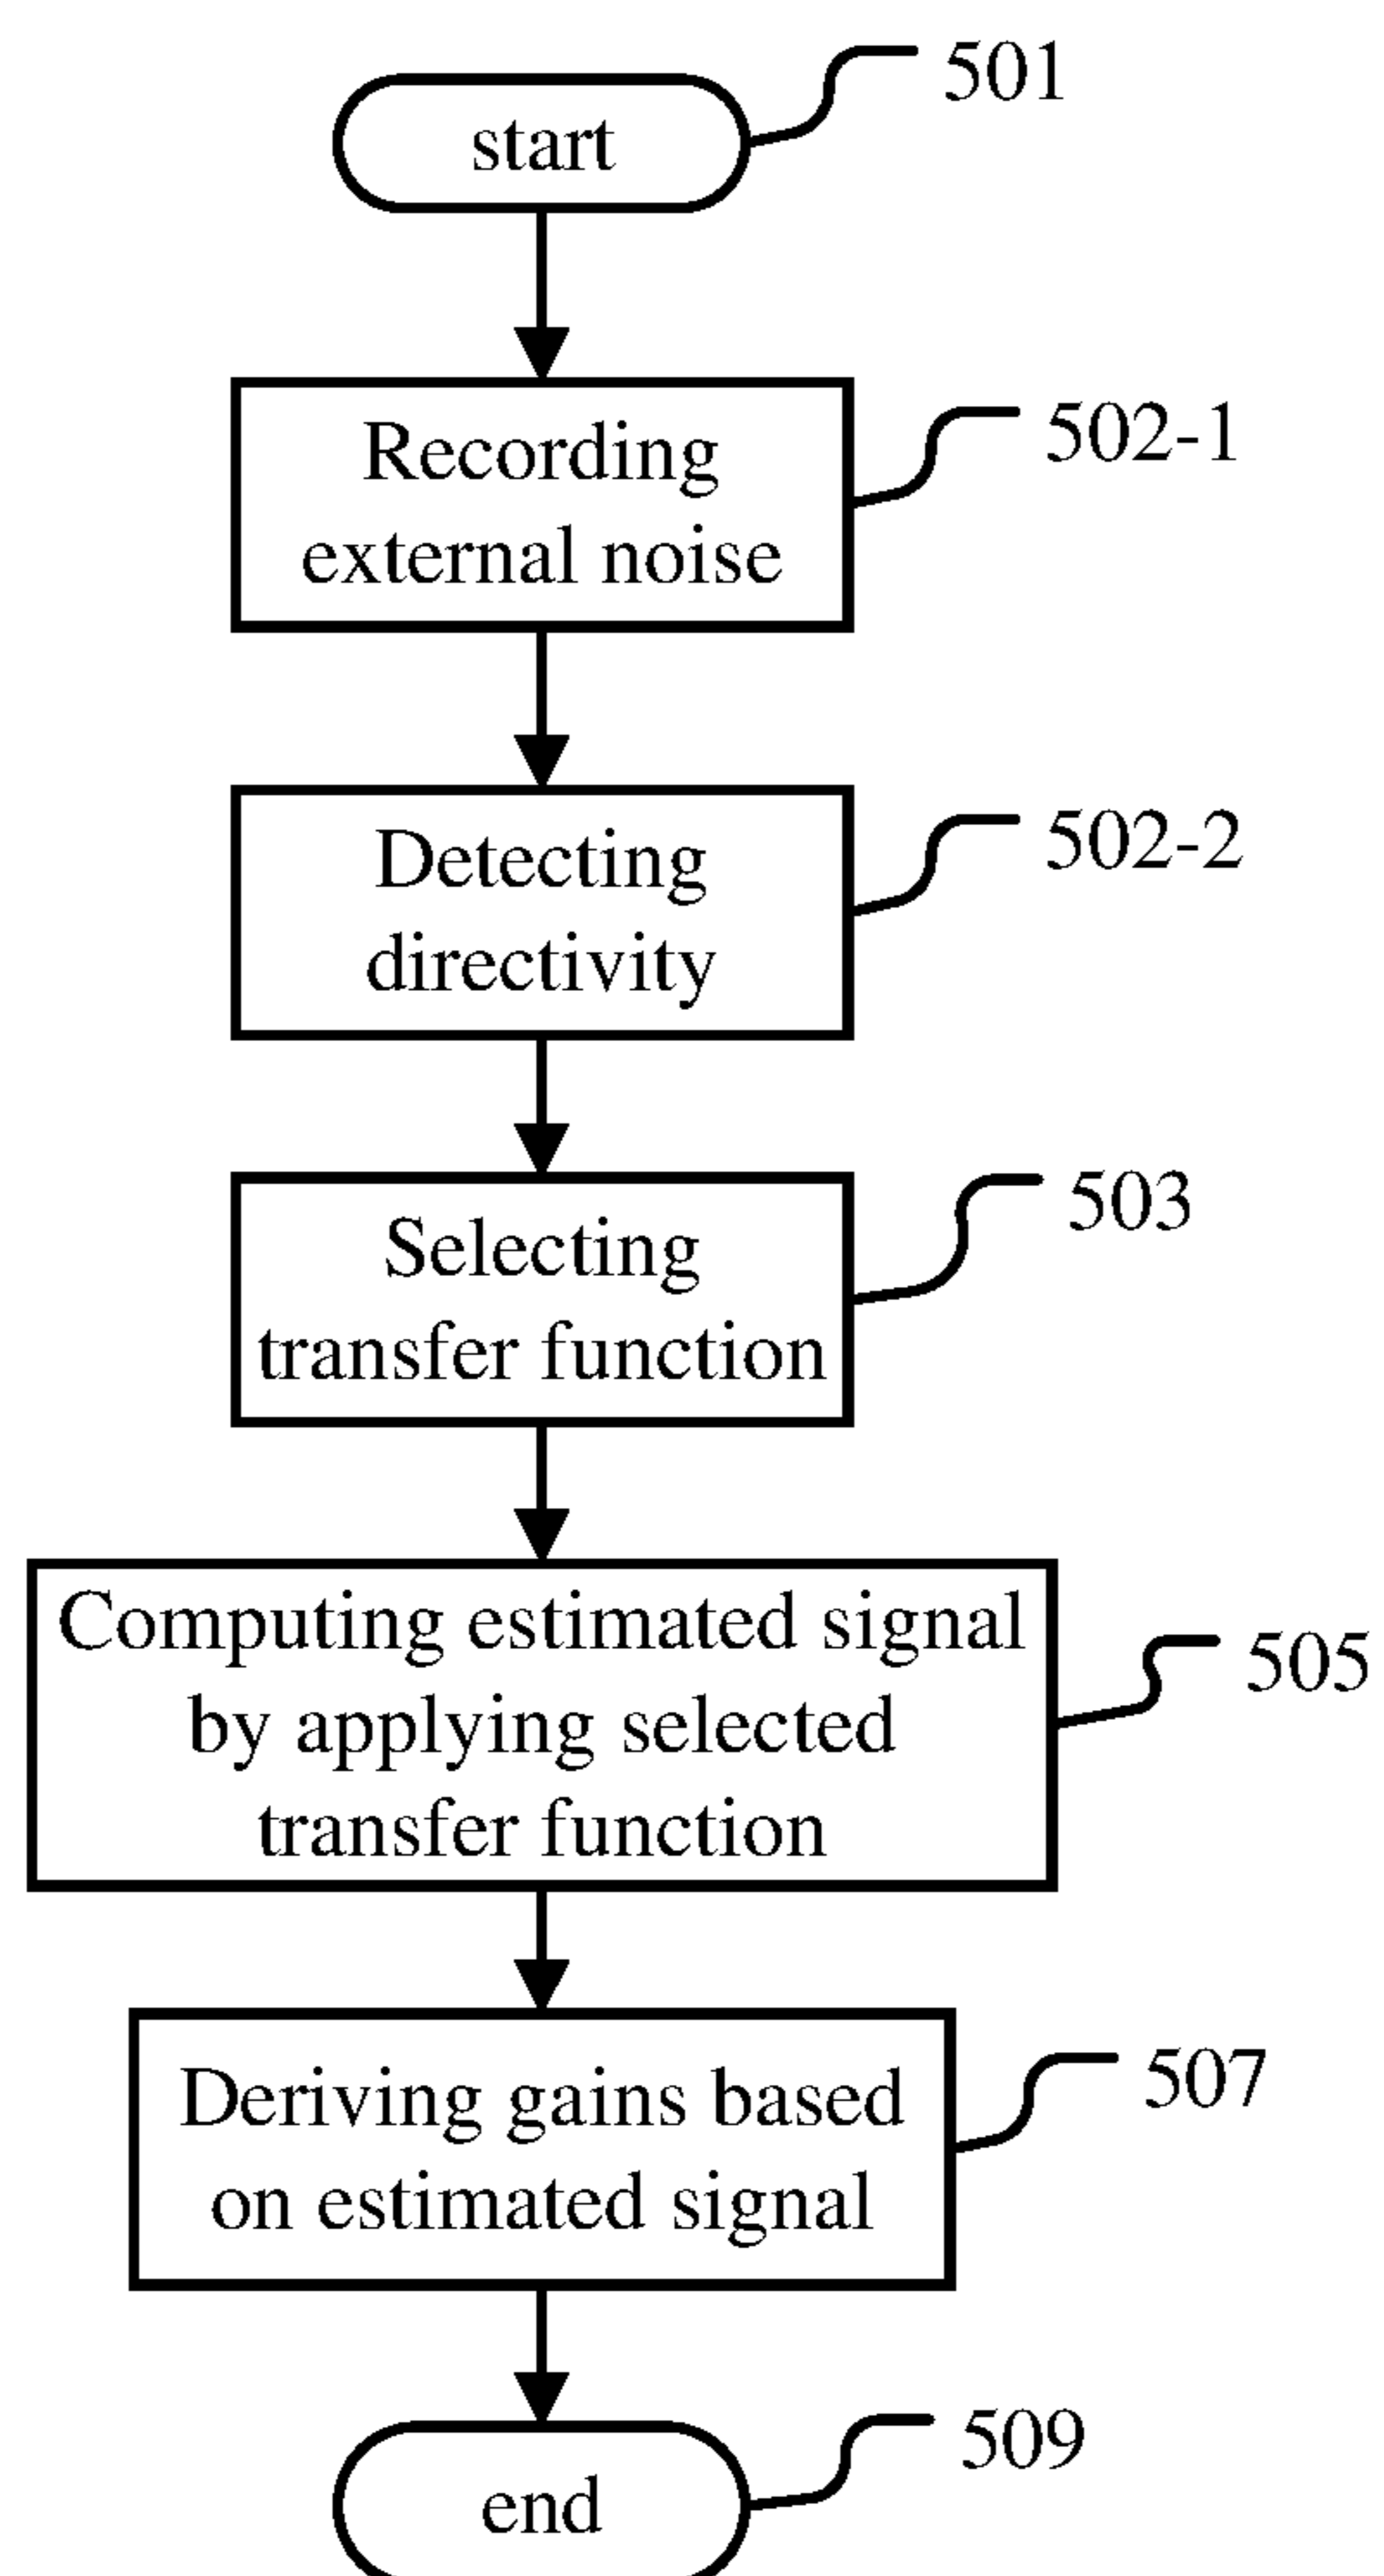 start
501
Recording
external noise
502-1
Detecting
directivity
502-2
Selecting
transfer function
503
Computing estimated signal
by applying selected
transfer function
505
Deriving gains based
on estimated signal
507
end
509